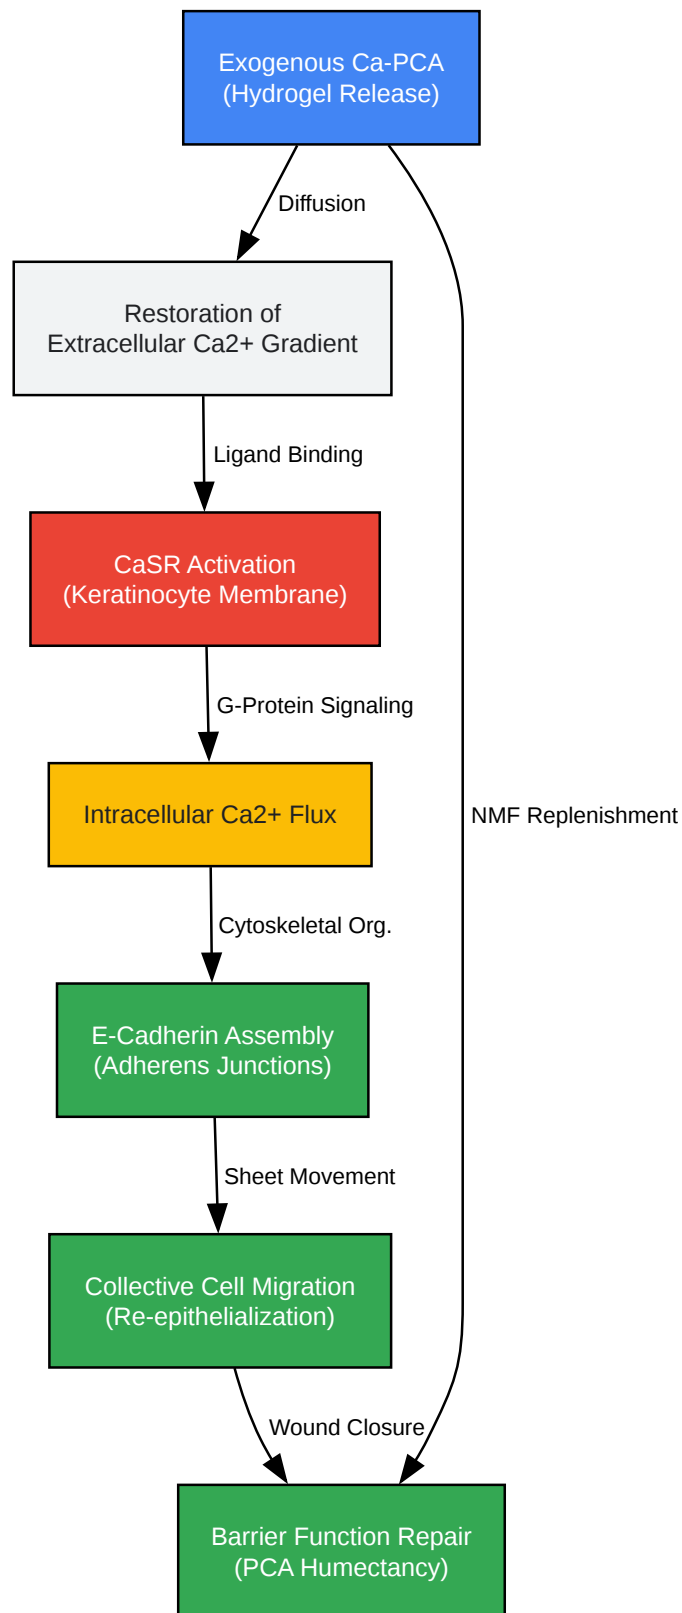 Exogenous Ca-PCA
(Hydrogel Release)
Diffusion
Restoration of
Extracellular Ca2+ Gradient
Ligand Binding
CaSR Activation
(Keratinocyte Membrane)
G-Protein Signaling
Intracellular Ca2+ Flux
NMF Replenishment
Cytoskeletal Org.
E-Cadherin Assembly
(Adherens Junctions)
Sheet Movement
Collective Cell Migration
(Re-epithelialization)
Wound Closure
Barrier Function Repair
(PCA Humectancy)